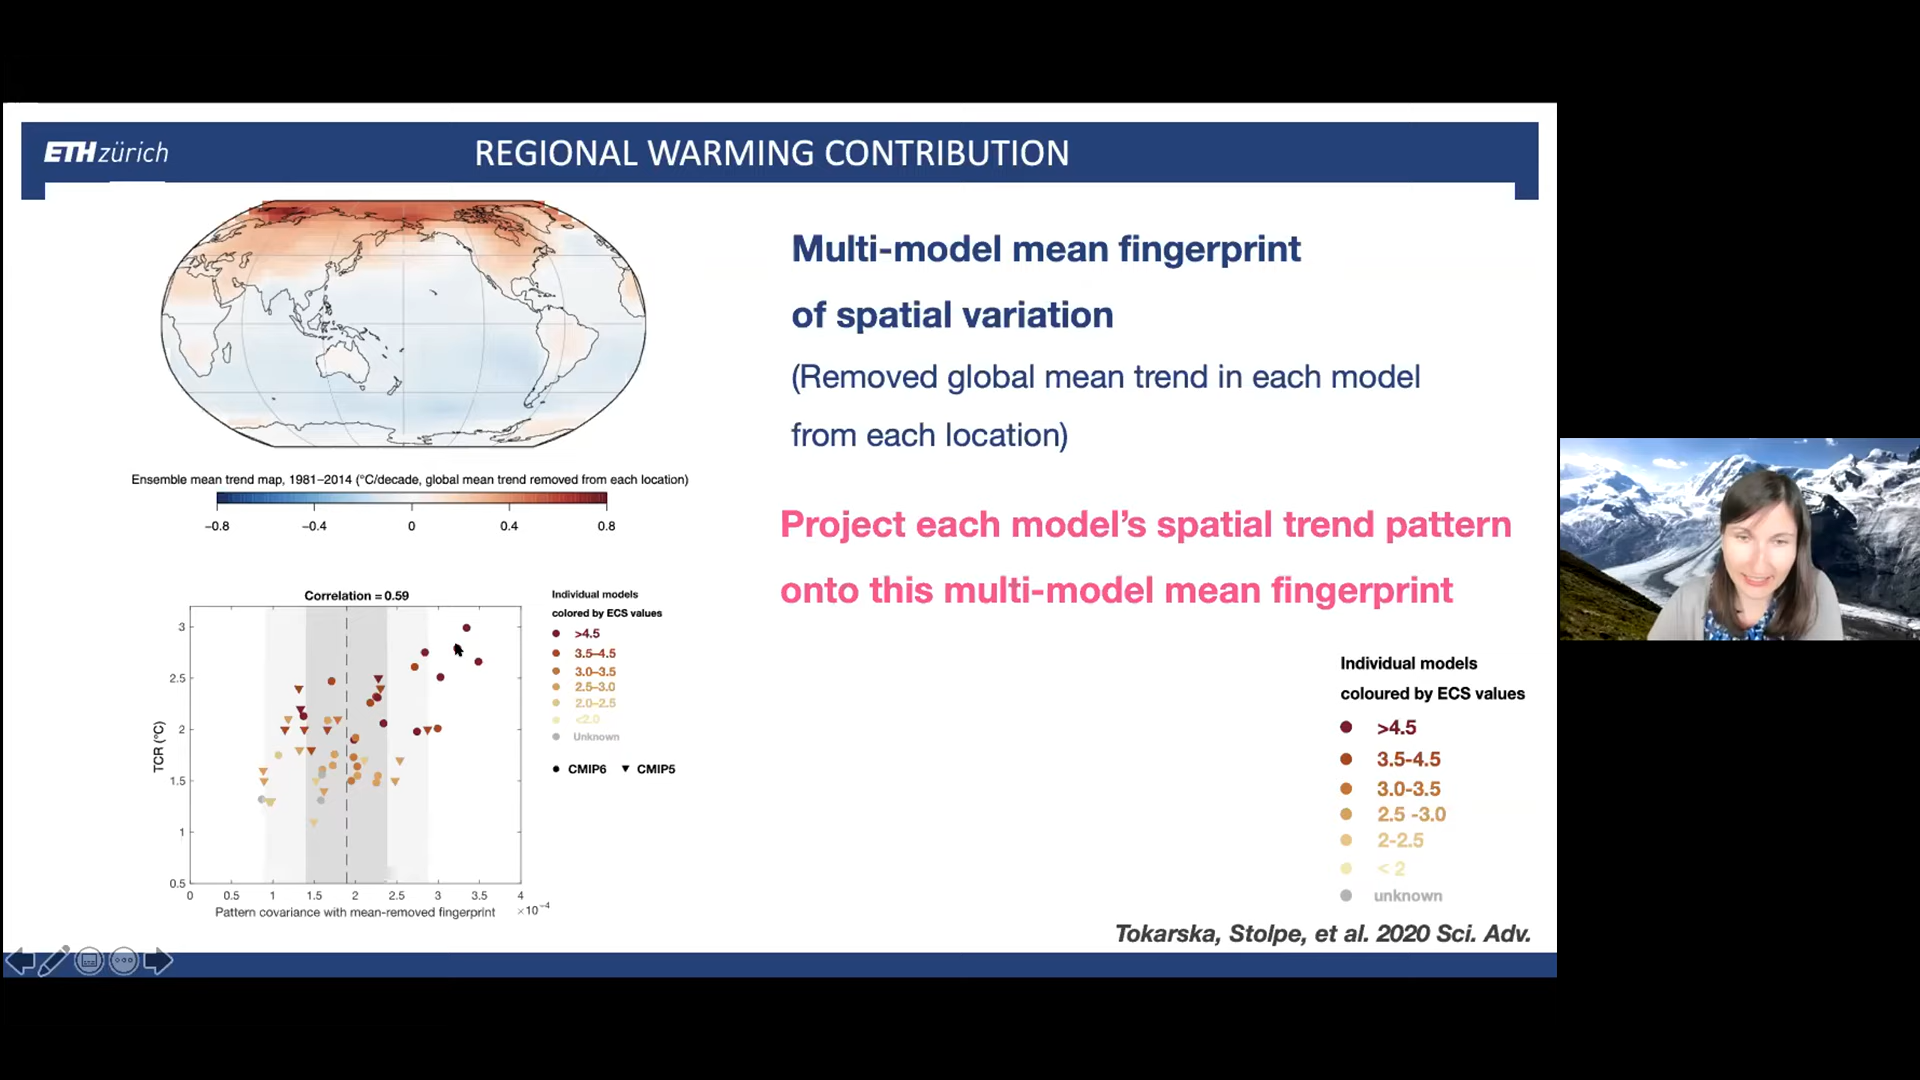 ETH zürich
REGIONAL WARMING CONTRIBUTION
Multi-model mean fingerprint
of spatial variation
(Removed global mean trend in each model
from each location)
Ensemble mean trend map, 1981–2014 (°C/decade, global mean trend removed from each location)
−0.8 −0.4 0 0.4 0.8
Project each model's spatial trend pattern
onto this multi-model mean fingerprint
Correlation = 0.59
TCR (°C)
3
2.5
2
1.5
1
0.5
0 0.5 1 1.5 2 2.5 3 3.5 4
Pattern covariance with mean-removed fingerprint ×10⁻⁴
Individual models
colored by ECS values
>4.5
3.5–4.5
3.0–3.5
2.5–3.0
2.0–2.5
<2.0
Unknown
CMIP6 CMIP5
Individual models
coloured by ECS values
>4.5
3.5-4.5
3.0-3.5
2.5 -3.0
2-2.5
< 2
unknown
Tokarska, Stolpe, et al. 2020 Sci. Adv.